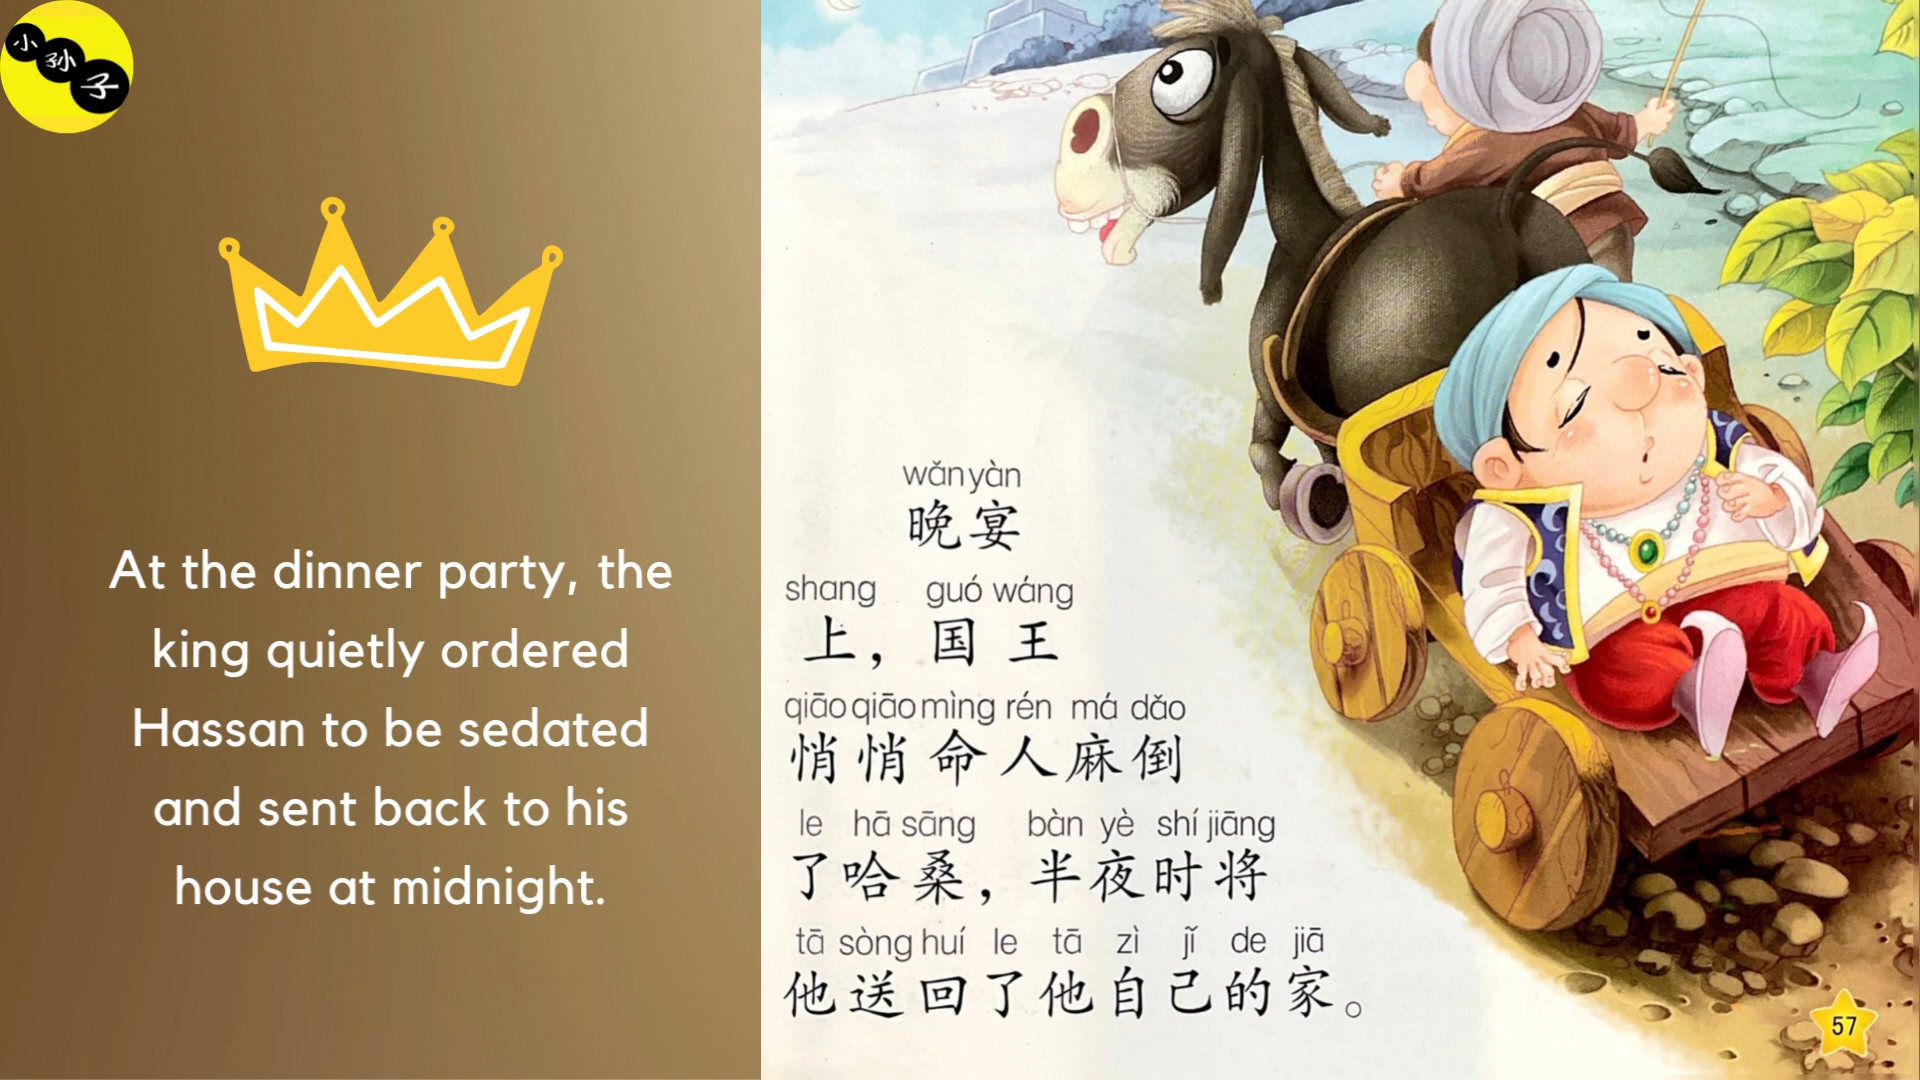 小孙子
At the dinner party, the
king quietly ordered
Hassan to be sedated
and sent back to his
house at midnight.
wǎn yàn
晚宴
shang guó wáng
上，国王
qiāo qiāo mìng rén má dǎo
悄悄命人麻倒
le hā sāng bàn yè shí jiāng
了哈桑，半夜时将
tā sòng huí le tā zì jǐ de jiā
他送回了他自己的家。
57